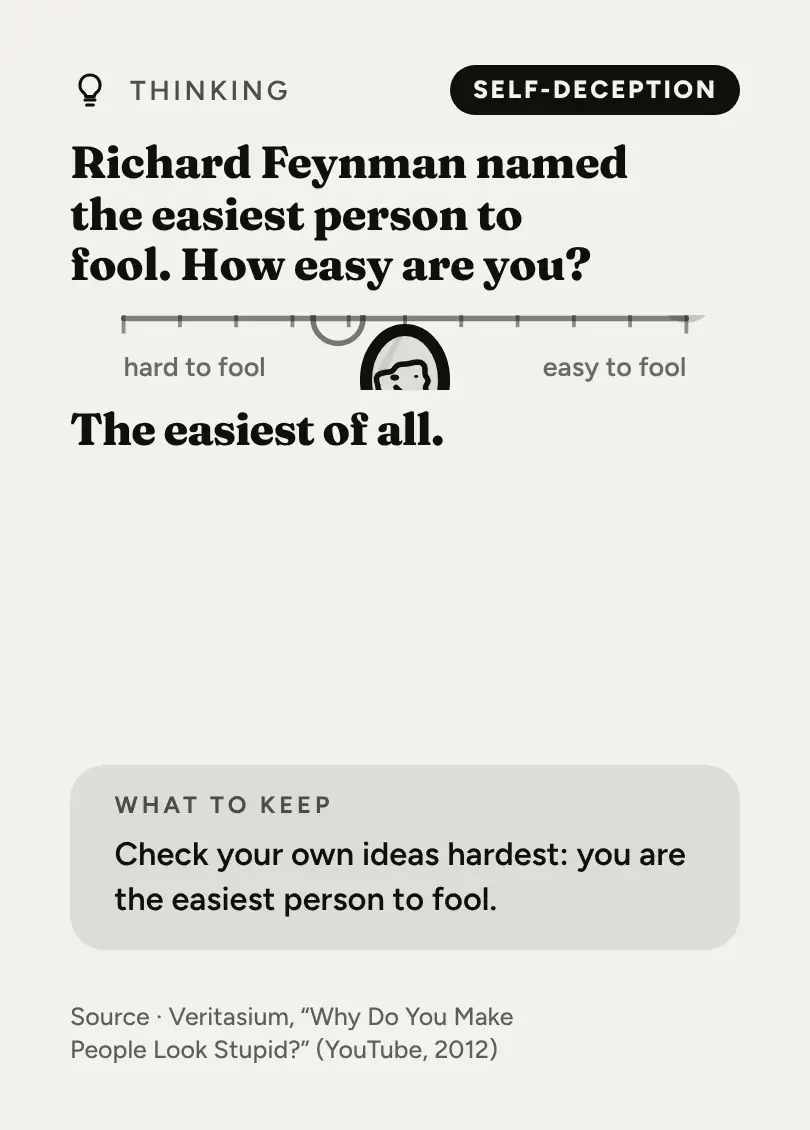 THINKING
SELF-DECEPTION
Richard Feynman named
the easiest person to
fool. How easy are you?
hard to fool
easy to fool
The easiest of all.
WHAT TO KEEP
Check your own ideas hardest: you are
the easiest person to fool.
Source · Veritasium, “Why Do You Make
People Look Stupid?” (YouTube, 2012)